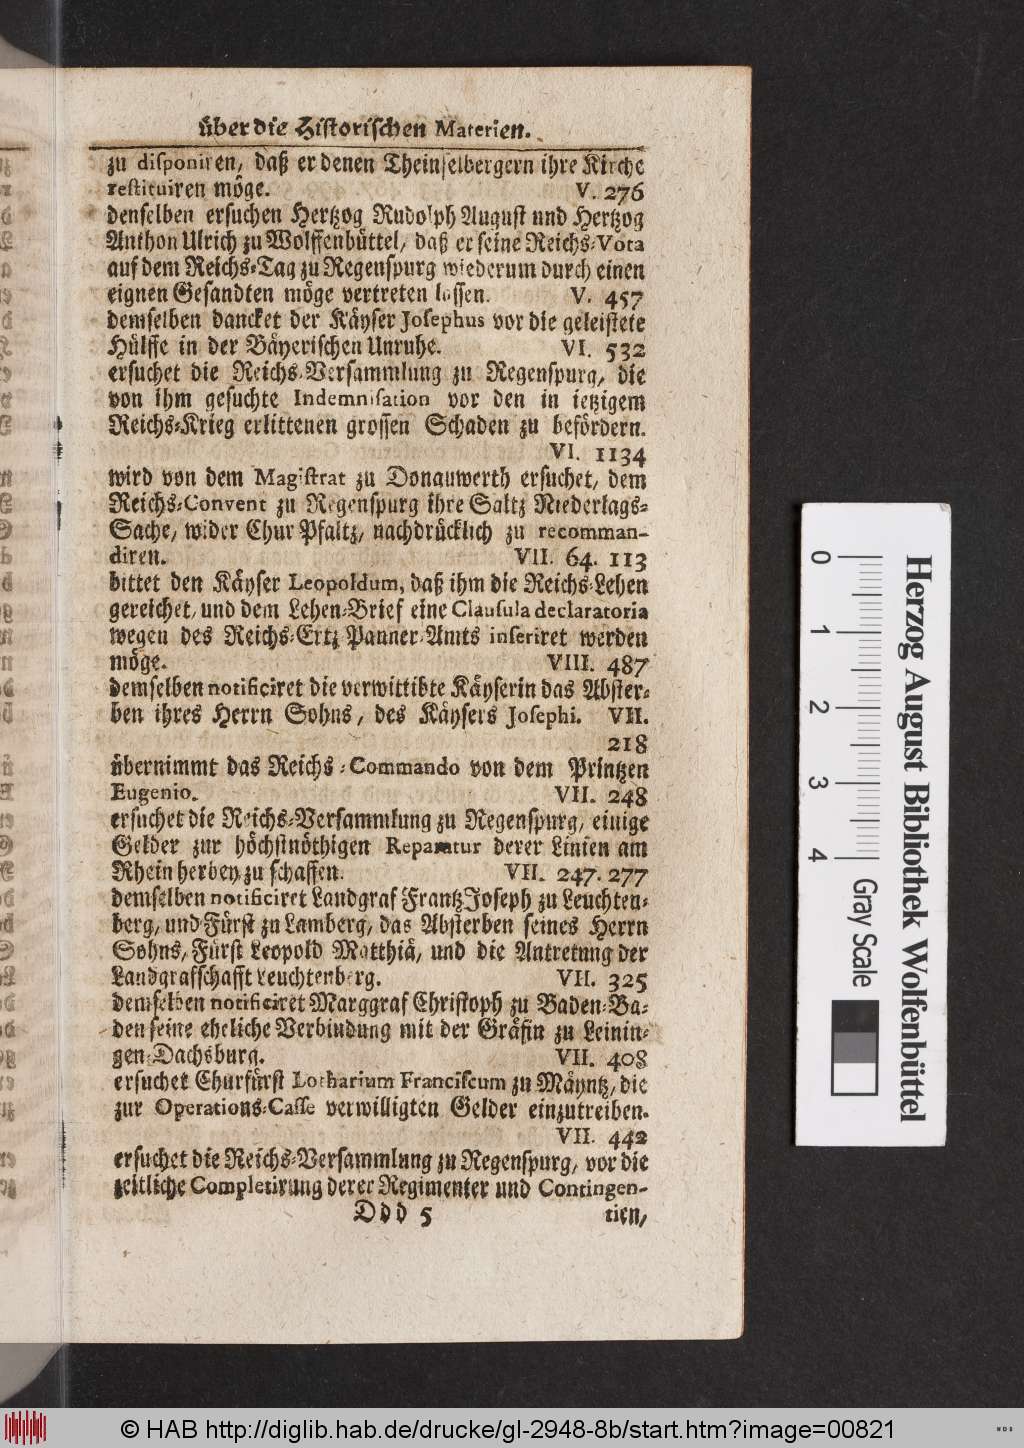 über die Historischen Materien.
zu disponiren, daß er denen Theinselbergern ihre Kirche
restituiren möge. V. 276
denselben ersuchen Hertzog Rudolph August und Hertzog
Anthon Ulrich zu Wolffenbüttel, daß er seine Reichs-Vota
auf dem Reichs-Tag zu Regenspurg wiederum durch einen
eignen Gesandten möge vertreten lassen. V. 457
demselben dancket der Käyser Josephus vor die geleistete
Hülffe in der Bäyerischen Unruhe. VI. 532
ersuchet die Reichs-Versammlung zu Regenspurg, die
von ihm gesuchte Indemnisation vor den in ietzigem
Reichs-Krieg erlittenen grossen Schaden zu befördern.
VI. 1134
wird von dem Magistrat zu Donauwerth ersuchet, dem
Reichs-Convent zu Regenspurg ihre Saltz Niederlags-
Sache, wider Chur Pfaltz, nachdrücklich zu recomman-
diren. VII. 64. 113
bittet den Käyser Leopoldum, daß ihm die Reichs-Lehen
gereichet, und dem Lehen-Brief eine Clausula declaratoria
wegen des Reichs-Ertz Panner-Amts inseriret werden
möge. VIII. 487
demselben notificiret die verwittibte Käyserin das Abster-
ben ihres Herrn Sohns, des Käysers Josephi. VII.
218
übernimmt das Reichs-Commando von dem Printzen
Eugenio. VII. 248
ersuchet die Reichs-Versammlung zu Regenspurg, einige
Gelder zur höchstnöthigen Reparatur derer Linien am
Rhein herbey zu schaffen. VII. 247. 277
demselben notificiret Landgraf Frantz Joseph zu Leuchten-
berg, und Fürst zu Lamberg, das Absterben seines Herrn
Sohns, Fürst Leopold Matthiä, und die Antretung der
Landgrafschafft Leuchtenberg. VII. 325
demselben notificiret Marggraf Christoph zu Baden-Ba-
den seine eheliche Verbindung mit der Gräfin zu Leinin-
gen-Dachsburg. VII. 408
ersuchet Churfürst Lotharium Franciscum zu Mäyntz, die
zur Operations-Casse verwilligten Gelder einzutreiben.
VII. 442
ersuchet die Reichs-Versammlung zu Regenspurg, vor die
zeitliche Completirung derer Regimenter und Contingen-
Ddd 5 tien,
Herzog August Bibliothek Wolfenbüttel
0 1 2 3 4 Gray Scale
© HAB http://diglib.hab.de/drucke/gl-2948-8b/start.htm?image=00821